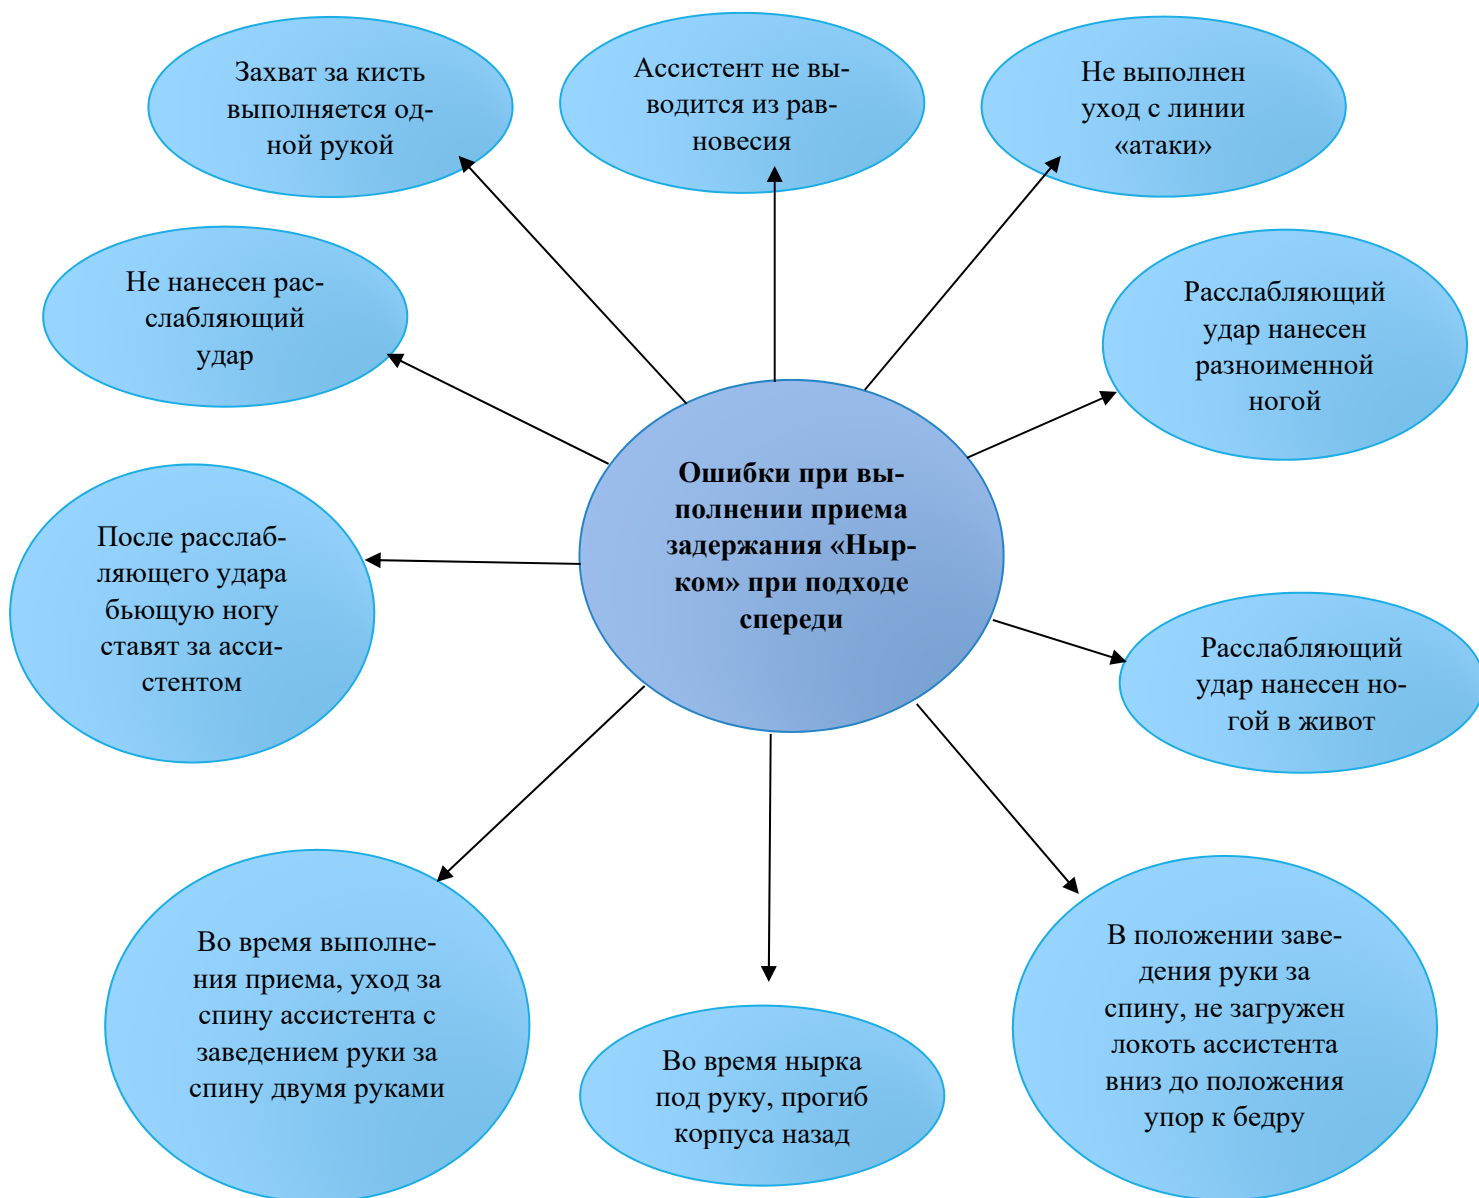 Захват за кисть
выполняется од-
ной рукой
Ассистент не вы-
водится из рав-
новесия
Не выполнен
уход с линии
«атаки»
Не нанесен рас-
слабляющий
удар
Расслабляющий
удар нанесен
разноименной
ногой
Ошибки при вы-
полнении приема
задержания «Ныр-
ком» при подходе
спереди
После расслаб-
ляющего удара
бьющую ногу
ставят за асси-
стентом
Расслабляющий
удар нанесен но-
гой в живот
Во время выполне-
ния приема, уход за
спину ассистента с
заведением руки за
спину двумя руками
Во время нырка
под руку, прогиб
корпуса назад
В положении заве-
дения руки за
спину, не загружен
локоть ассистента
вниз до положения
упор к бедру